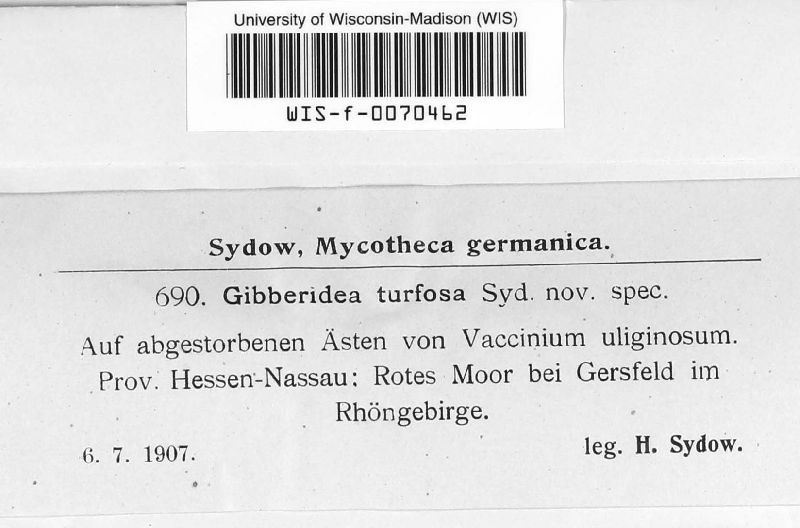 University of Wisconsin-Madison (WIS)
WIS-f-0070462
Sydow, Mycotheca germanica.
690. Gibberidea turfosa Syd. nov. spec.
Auf abgestorbenen Ästen von Vaccinium uliginosum.
Prov. Hessen-Nassau: Rotes Moor bei Gersfeld im
Rhöngebirge.
6. 7. 1907. leg. H. Sydow.